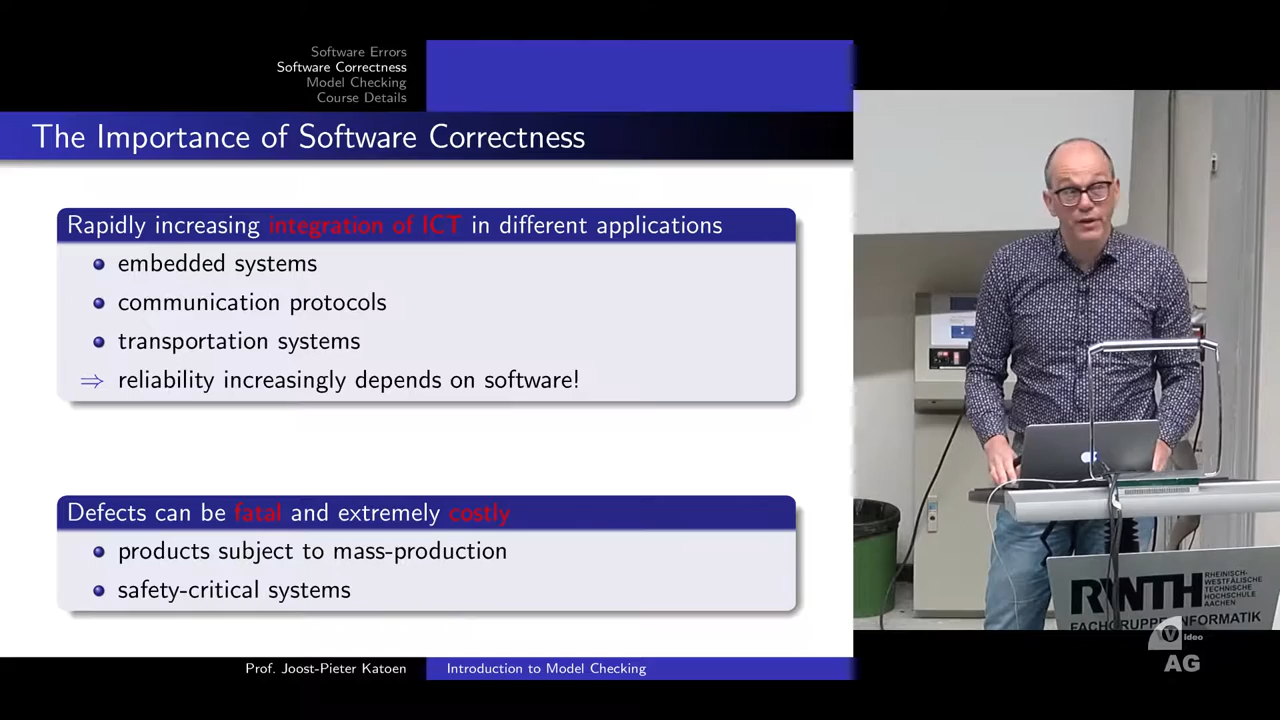 Software Errors
Software Correctness
Model Checking
Course Details
The Importance of Software Correctness
Rapidly increasing integration of ICT in different applications
embedded systems
communication protocols
transportation systems
⇒ reliability increasingly depends on software!
Defects can be fatal and extremely costly
products subject to mass-production
safety-critical systems
Prof. Joost-Pieter Katoen
Introduction to Model Checking
RWTH
RHEINISCH-
WESTFÄLISCHE
TECHNISCHE
HOCHSCHULE
AACHEN
FACHGRUPPE INFORMATIK
Video
AG